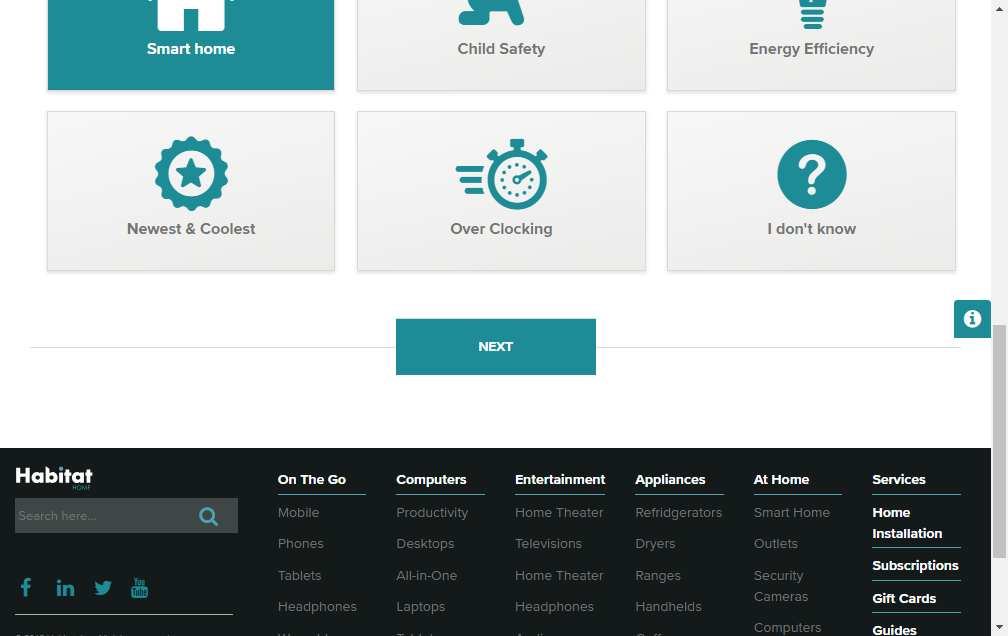 Smart home
Child Safety
Energy Efficiency
Newest & Coolest
Over Clocking
I don't know
NEXT
Habitat
HOME
Search here...
You
Tube
On The Go
Mobile
Phones
Tablets
Headphones
Computers
Productivity
Desktops
All-in-One
Laptops
Entertainment
Home Theater
Televisions
Home Theater
Headphones
Appliances
Refridgerators
Dryers
Ranges
Handhelds
At Home
Smart Home
Outlets
Security
Cameras
Computers
Services
Home
Installation
Subscriptions
Gift Cards
Guides